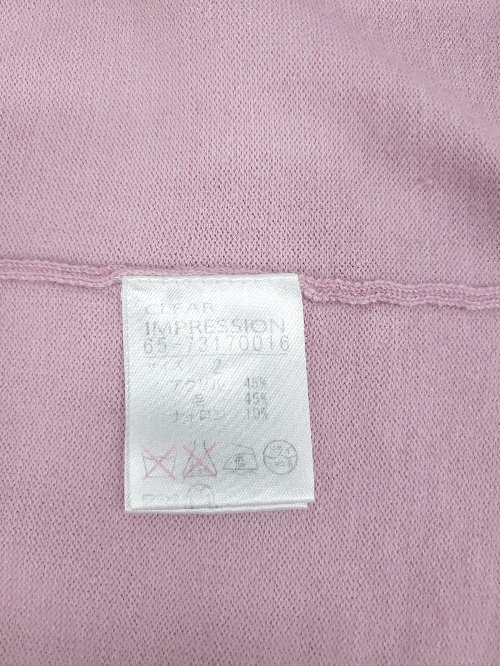 CLEAR
IMPRESSION
65-73170016
サイズ 2
アクリル 45%
毛 45%
ナイロン 10%